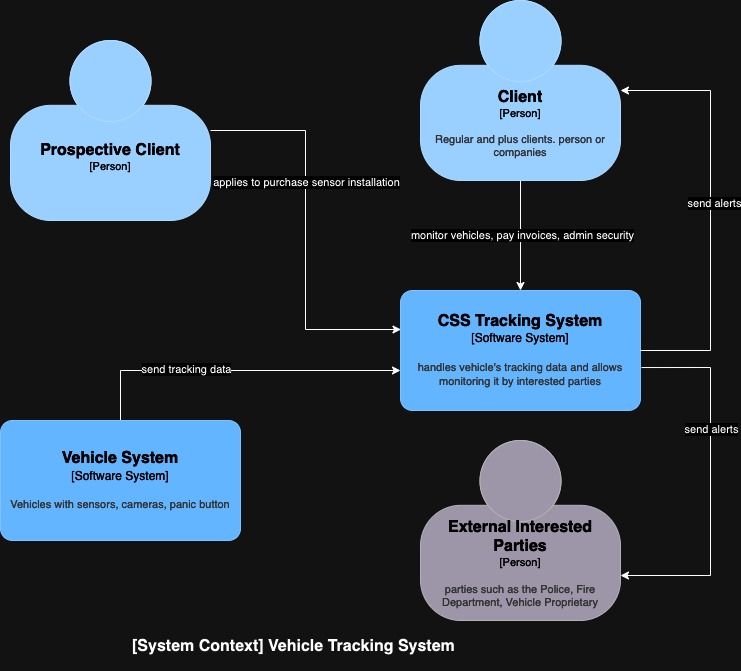 Client
[Person]
Regular and plus clients. person or
companies
Prospective Client
[Person]
applies to purchase sensor installation
send alerts
monitor vehicles, pay invoices, admin security
CSS Tracking System
[Software System]
handles vehicle's tracking data and allows
monitoring it by interested parties
send tracking data
Vehicle System
[Software System]
Vehicles with sensors, cameras, panic button
send alerts
External Interested
Parties
[Person]
parties such as the Police, Fire
Department, Vehicle Proprietary
[System Context] Vehicle Tracking System